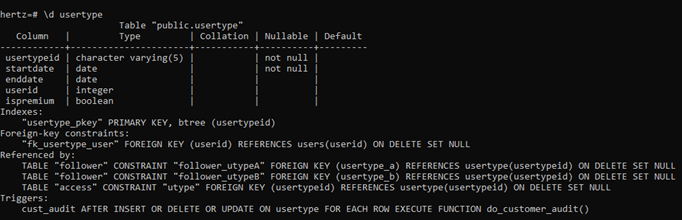 hertz=# \d usertype
Table "public.usertype"
Column | Type | Collation | Nullable | Default
------------+----------------------+-----------+----------+---------
usertypeid | character varying(5) | | not null |
startdate | date | | not null |
enddate | date | | |
userid | integer | | |
ispremium | boolean | | |
Indexes:
"usertype_pkey" PRIMARY KEY, btree (usertypeid)
Foreign-key constraints:
"fk_usertype_user" FOREIGN KEY (userid) REFERENCES users(userid) ON DELETE SET NULL
Referenced by:
TABLE "follower" CONSTRAINT "follower_utypeA" FOREIGN KEY (usertype_a) REFERENCES usertype(usertypeid) ON DELETE SET NULL
TABLE "follower" CONSTRAINT "follower_utypeB" FOREIGN KEY (usertype_b) REFERENCES usertype(usertypeid) ON DELETE SET NULL
TABLE "access" CONSTRAINT "utype" FOREIGN KEY (usertypeid) REFERENCES usertype(usertypeid) ON DELETE SET NULL
Triggers:
cust_audit AFTER INSERT OR DELETE OR UPDATE ON usertype FOR EACH ROW EXECUTE FUNCTION do_customer_audit()